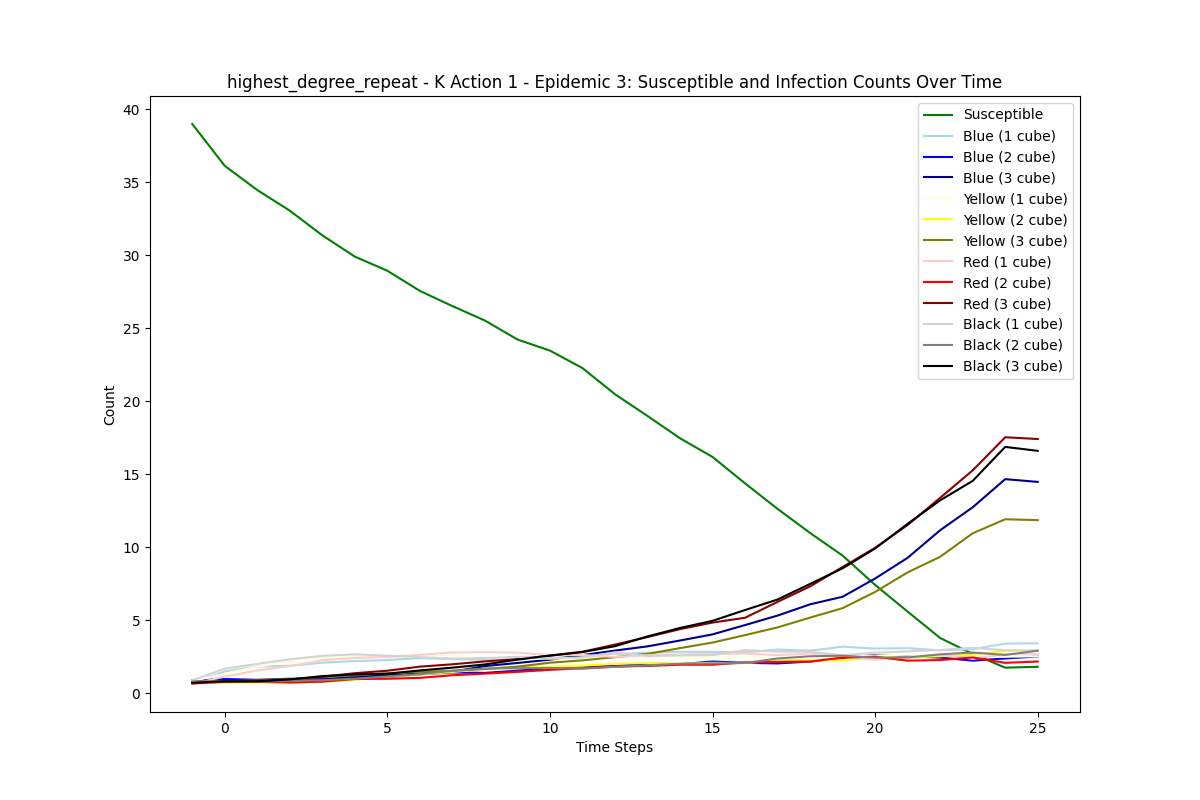 highest_degree_repeat - K Action 1 - Epidemic 3: Susceptible and Infection Counts Over Time
40
35
30
25
20
15
10
5
0
Count
Susceptible
Blue (1 cube)
Blue (2 cube)
Blue (3 cube)
Yellow (1 cube)
Yellow (2 cube)
Yellow (3 cube)
Red (1 cube)
Red (2 cube)
Red (3 cube)
Black (1 cube)
Black (2 cube)
Black (3 cube)
0 5 10 15 20 25
Time Steps